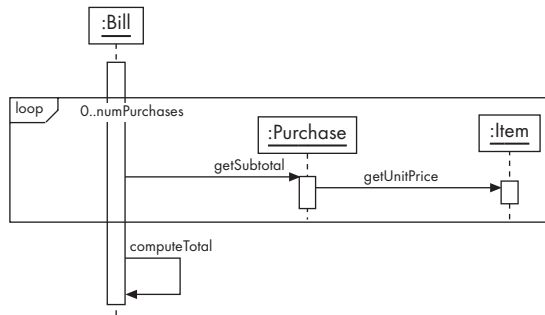 :Bill
loop
0..numPurchases
:Purchase
:Item
getSubtotal
getUnitPrice
computeTotal